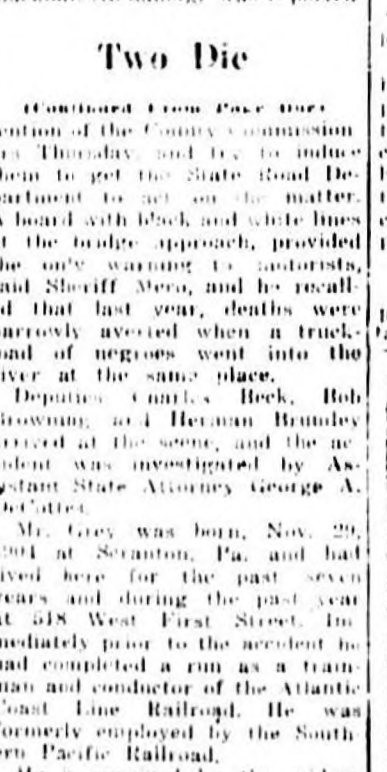 Two Die
(Continued From Page One)
ention of the County Commission
rs Thursday, and try to induce
hem to get the State Road De-
partment to act on the matter.
A board with black and white lines
at the bridge approach, provided
the only warning to motorists,
said Sheriff Mero, and he recall-
ed that last year, deaths were
narrowly averted when a truck-
load of negroes went into the
river at the same place.
Deputies Charles Beck, Bob
Browning and Herman Brumley
arrived at the scene, and the ac-
cident was investigated by As-
sistant State Attorney George A.
DeCottes.
Mr. Grey was born, Nov. 29,
1904 at Scranton, Pa. and had
lived here for the past seven
years and during the past year
at 518 West First Street. Im-
mediately prior to the accident he
had completed a run as a train-
man and conductor of the Atlantic
Coast Line Railroad. He was
formerly employed by the South-
ern Pacific Railroad.